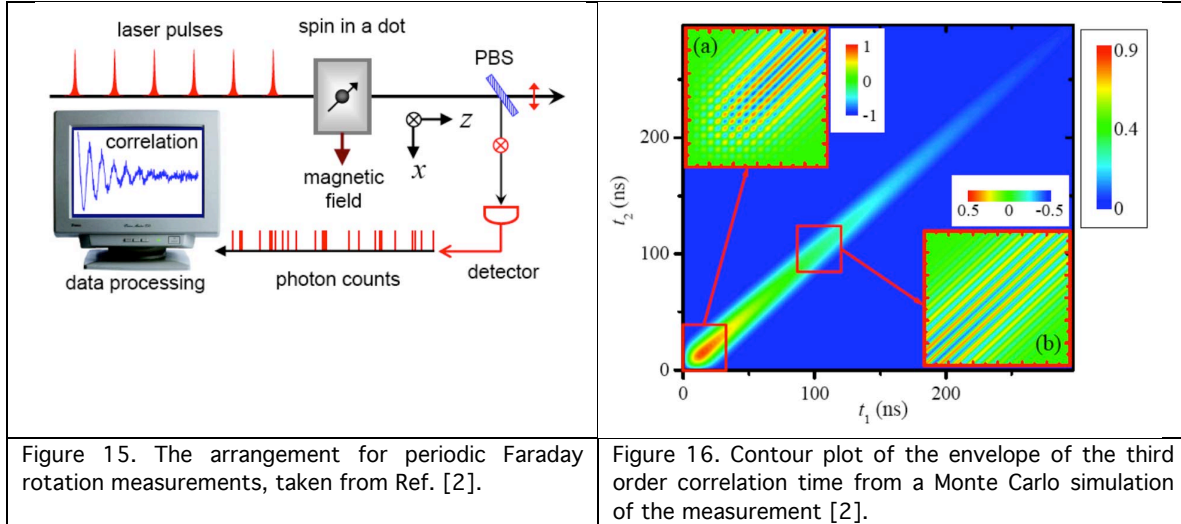 laser pulses
spin in a dot
PBS
correlation
z
x
magnetic
field
data processing
photon counts
detector
(a)
1
0
-1
0.9
0.4
0
200
100
0
t₂ (ns)
0.5 0 -0.5
(b)
0 100 200
t₁ (ns)
Figure 15. The arrangement for periodic Faraday
rotation measurements, taken from Ref. [2].
Figure 16. Contour plot of the envelope of the third
order correlation time from a Monte Carlo simulation
of the measurement [2].